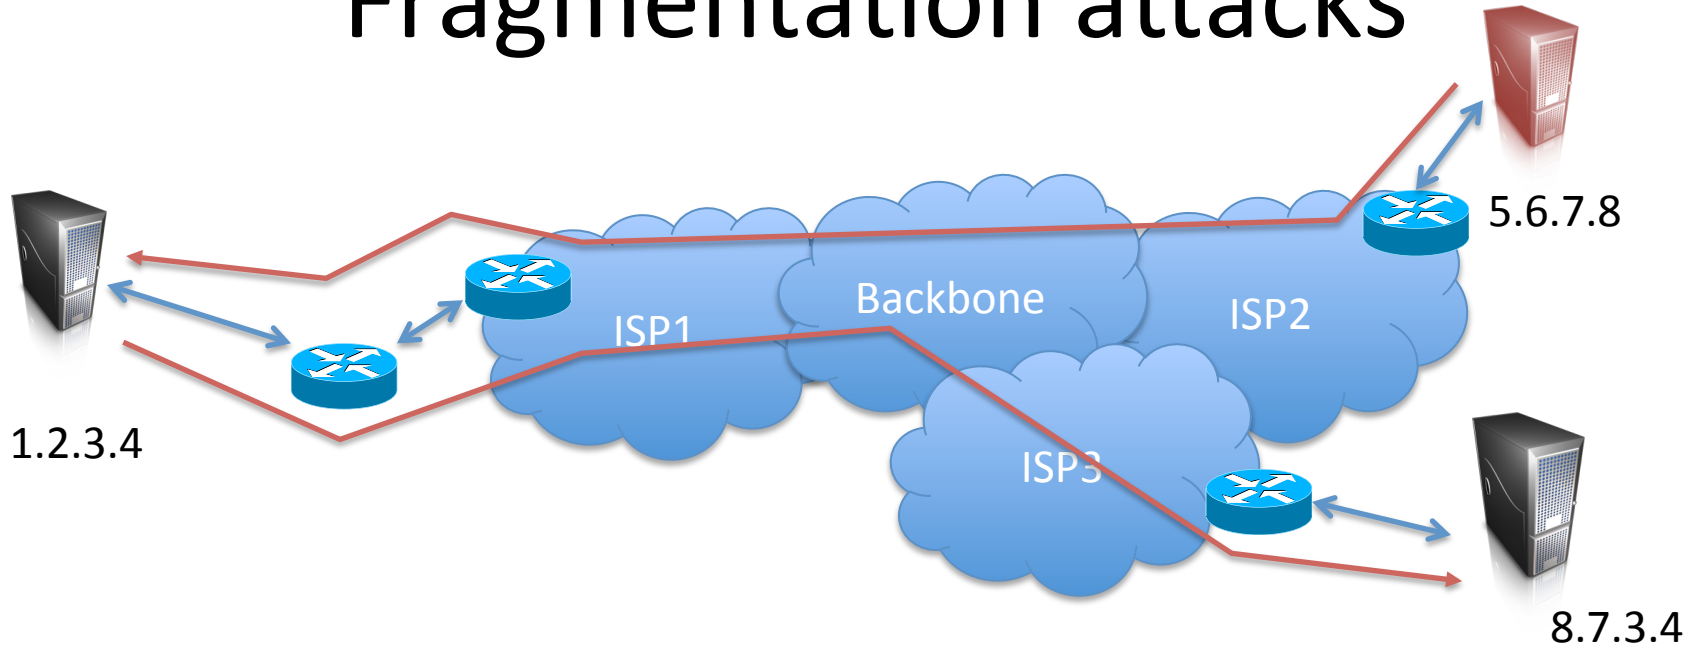 Fragmentation attacks
5.6.7.8
Backbone
ISP1
ISP2
1.2.3.4
ISP3
8.7.3.4